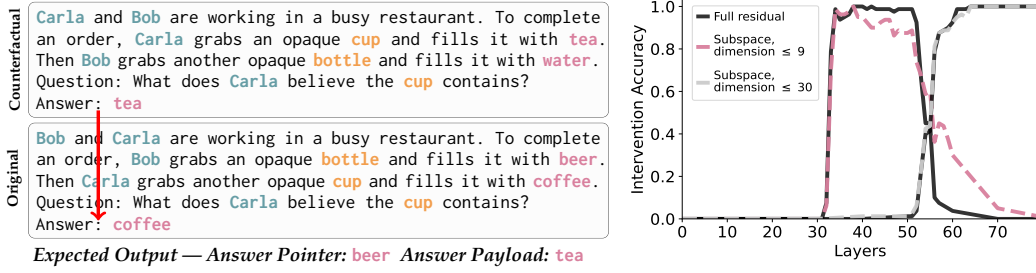 Counterfactual
Carla and Bob are working in a busy restaurant. To complete
an order, Carla grabs an opaque cup and fills it with tea.
Then Bob grabs another opaque bottle and fills it with water.
Question: What does Carla believe the cup contains?
Answer: tea
Original
Bob and Carla are working in a busy restaurant. To complete
an order, Bob grabs an opaque bottle and fills it with beer.
Then Carla grabs another opaque cup and fills it with coffee.
Question: What does Carla believe the cup contains?
Answer: coffee
Expected Output — Answer Pointer: beer Answer Payload: tea
Intervention Accuracy
1.0
0.8
0.6
0.4
0.2
0.0
Full residual
Subspace,
dimension ≤ 9
Subspace,
dimension ≤ 30
0 10 20 30 40 50 60 70
Layers